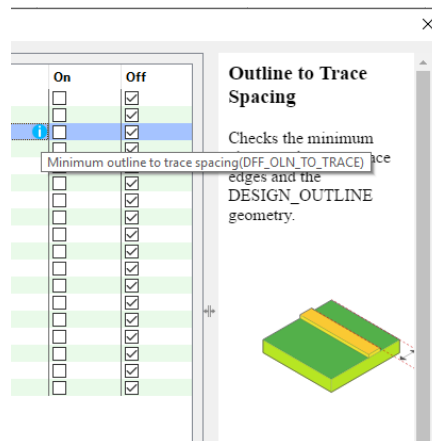 On Off
Outline to Trace
Spacing
Checks the minimum
Minimum outline to trace spacing(DFF_OLN_TO_TRACE)
edges and the
DESIGN_OUTLINE
geometry.